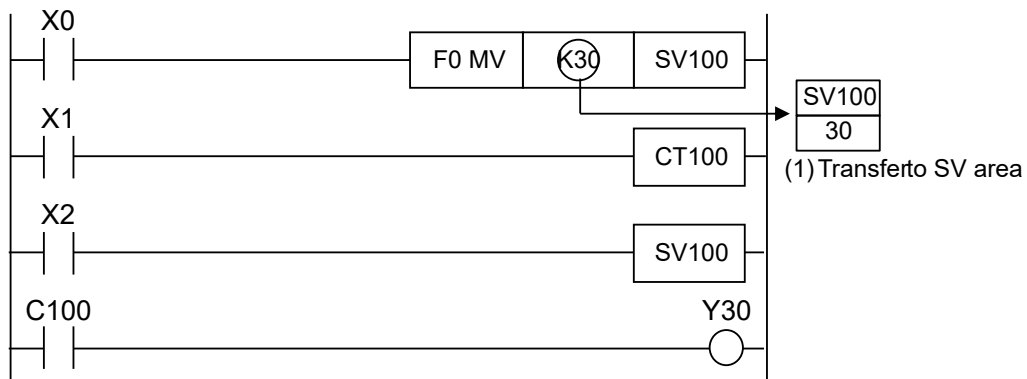 X0
F0 MV K30 SV100
SV100
30
(1) Transferto SV area
X1
CT100
X2
SV100
C100 Y30